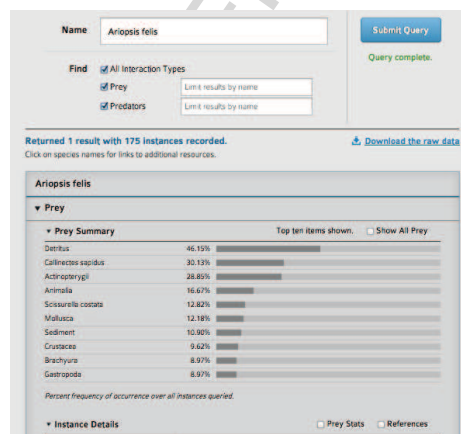 Name Ariopsis felis Submit Query
Query complete.
Find All Interaction Types
Prey Limit results by name
Predators Limit results by name
Returned 1 result with 175 instances recorded. Download the raw data
Click on species names for links to additional resources.
Ariopsis felis
▾ Prey
▾ Prey Summary Top ten items shown. Show All Prey
Detritus 46.15%
Callinectes sapidus 30.13%
Actinopterygii 28.85%
Animalia 16.67%
Scissurella costata 12.82%
Mollusca 12.18%
Sediment 10.90%
Crustacea 9.62%
Brachyura 8.97%
Gastropoda 8.97%
Percent frequency of occurrence over all instances queried.
▾ Instance Details Prey Stats References